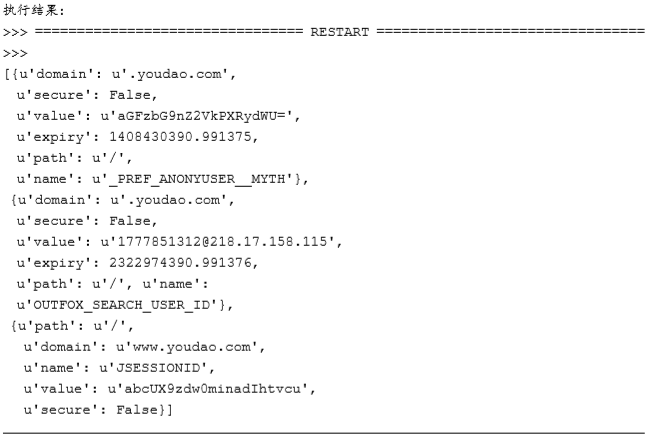 执行结果:
>>> ================================ RESTART ================================
>>>
[{u'domain': u'.youdao.com',
u'secure': False,
u'value': u'aGFzbG9nZ2VkPXRydWU=',
u'expiry': 1408430390.991375,
u'path': u'/',
u'name': u'_PREF_ANONYUSER__MYTH'},
{u'domain': u'.youdao.com',
u'secure': False,
u'value': u'1777851312@218.17.158.115',
u'expiry': 2322974390.991376,
u'path': u'/', u'name':
u'OUTFOX_SEARCH_USER_ID'},
{u'path': u'/',
u'domain': u'www.youdao.com',
u'name': u'JSESSIONID',
u'value': u'abcUX9zdw0minadIhtvcu',
u'secure': False}]